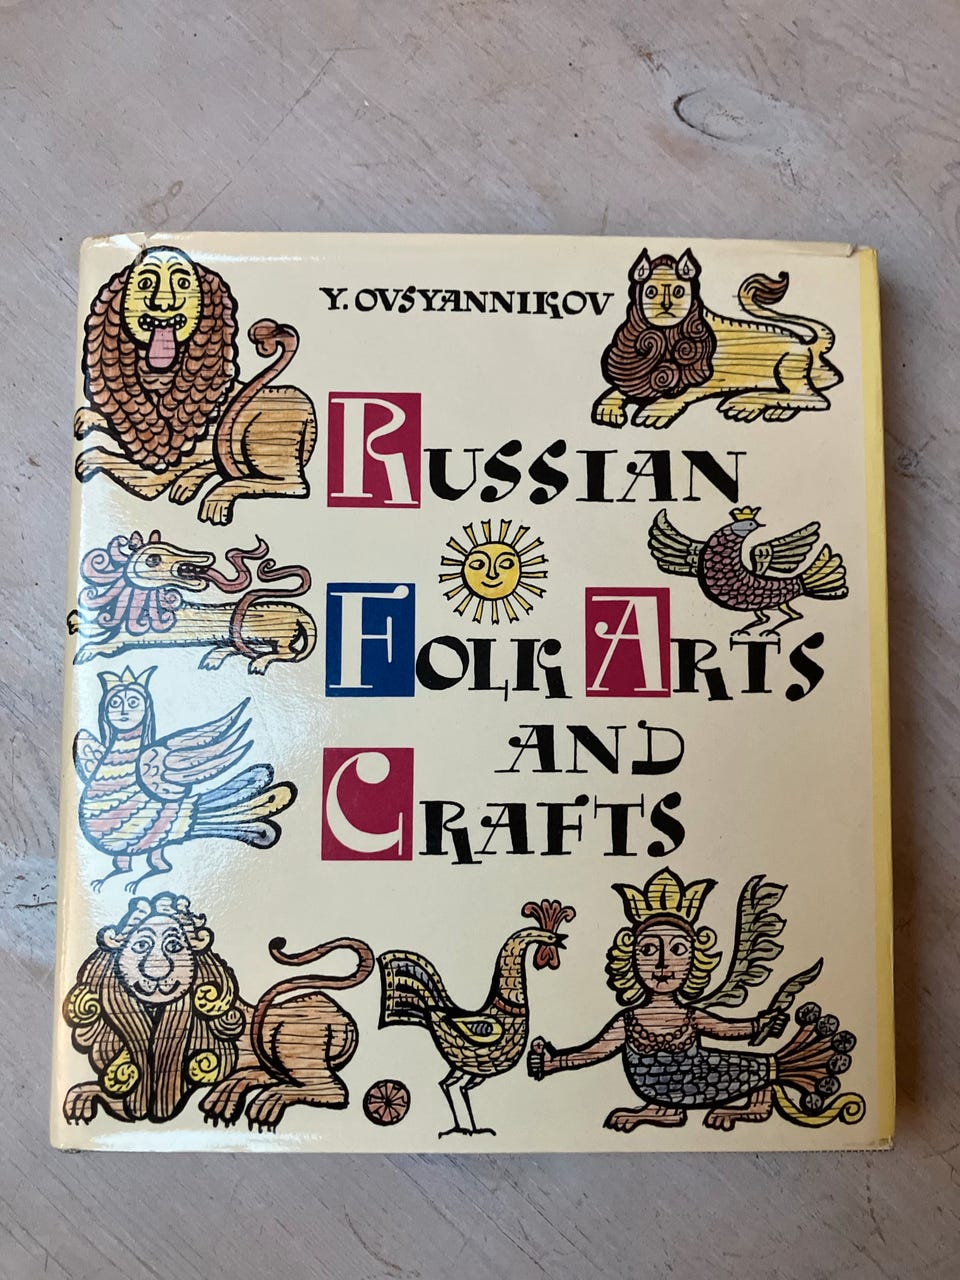 Y. OVSYANNIKOV
RUSSIAN
FOLK ARTS
AND
CRAFTS